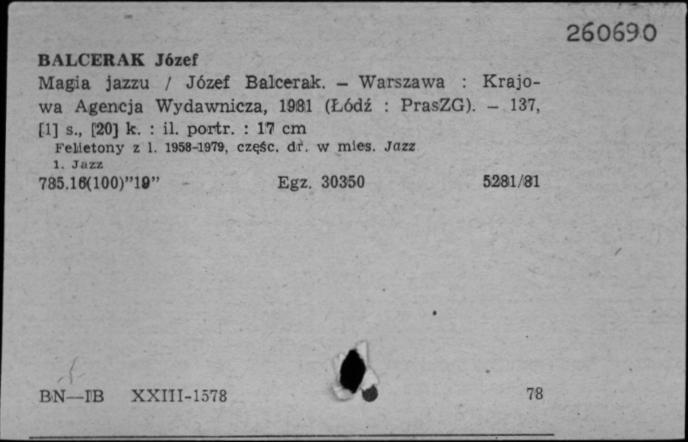 260690
BALCERAK Józef
Magia jazzu / Józef Balcerak. — Warszawa : Krajo-
wa Agencja Wydawnicza, 1981 (Łódź : PrasZG). — 137,
[1] s., [20] k. : il. portr. : 17 cm
Felietony z l. 1958-1979, częśc. dr. w mies. Jazz
1. Jazz
785.16(100)"19" Egz. 30350 5281/81
BN—IB XXIII-1578 78